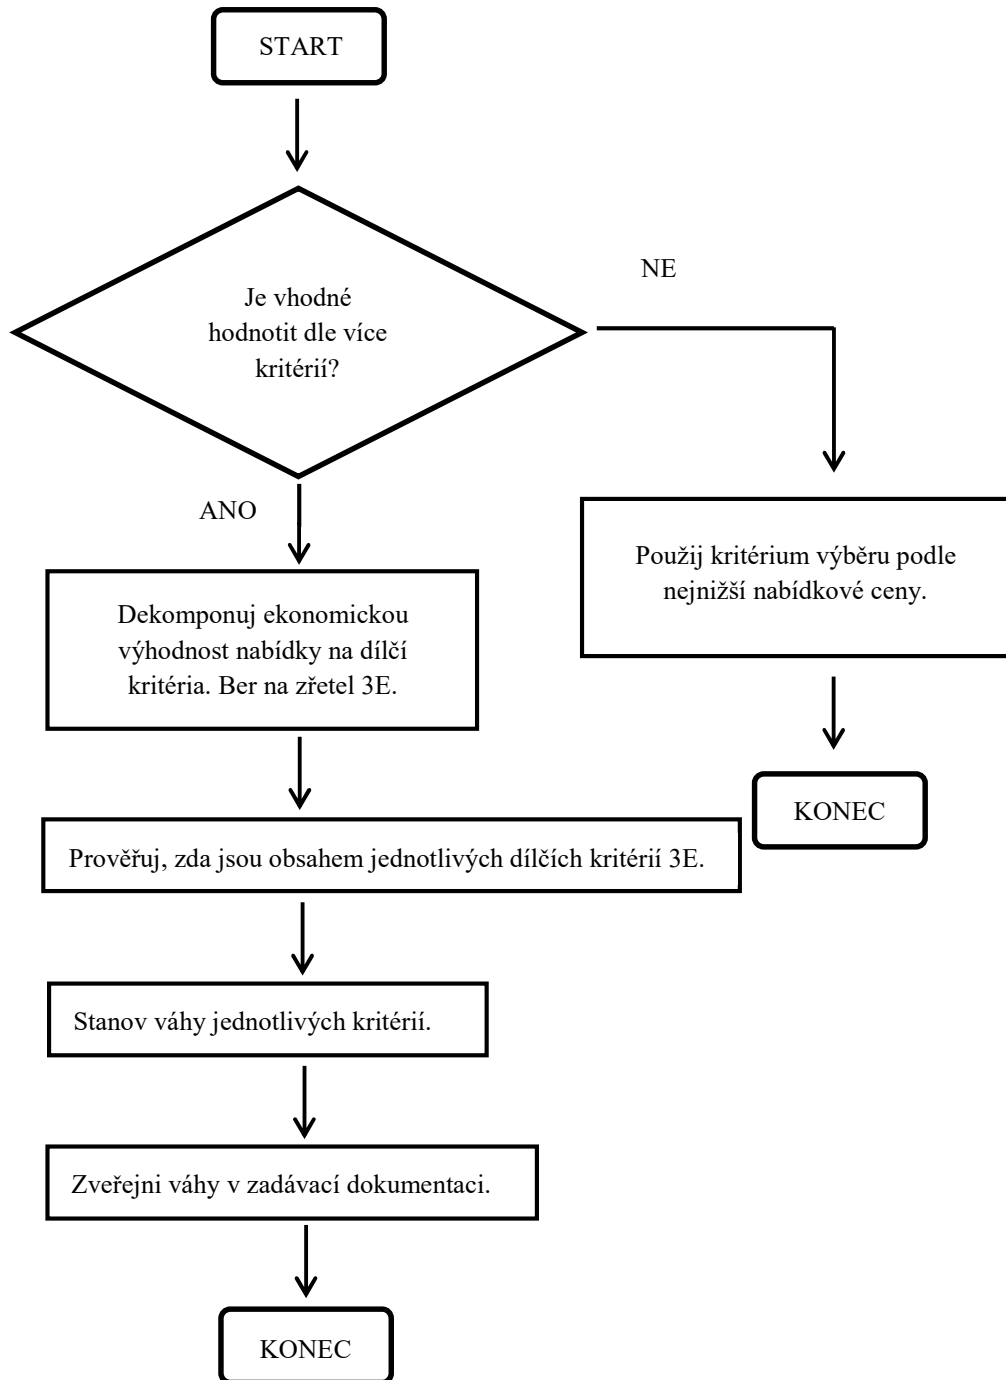 START
Je vhodné
hodnotit dle více
kritérií?
NE
ANO
Použij kritérium výběru podle
nejnižší nabídkové ceny.
Dekomponuj ekonomickou
výhodnost nabídky na dílčí
kritéria. Ber na zřetel 3E.
KONEC
Prověřuj, zda jsou obsahem jednotlivých dílčích kritérií 3E.
Stanov váhy jednotlivých kritérií.
Zveřejni váhy v zadávací dokumentaci.
KONEC